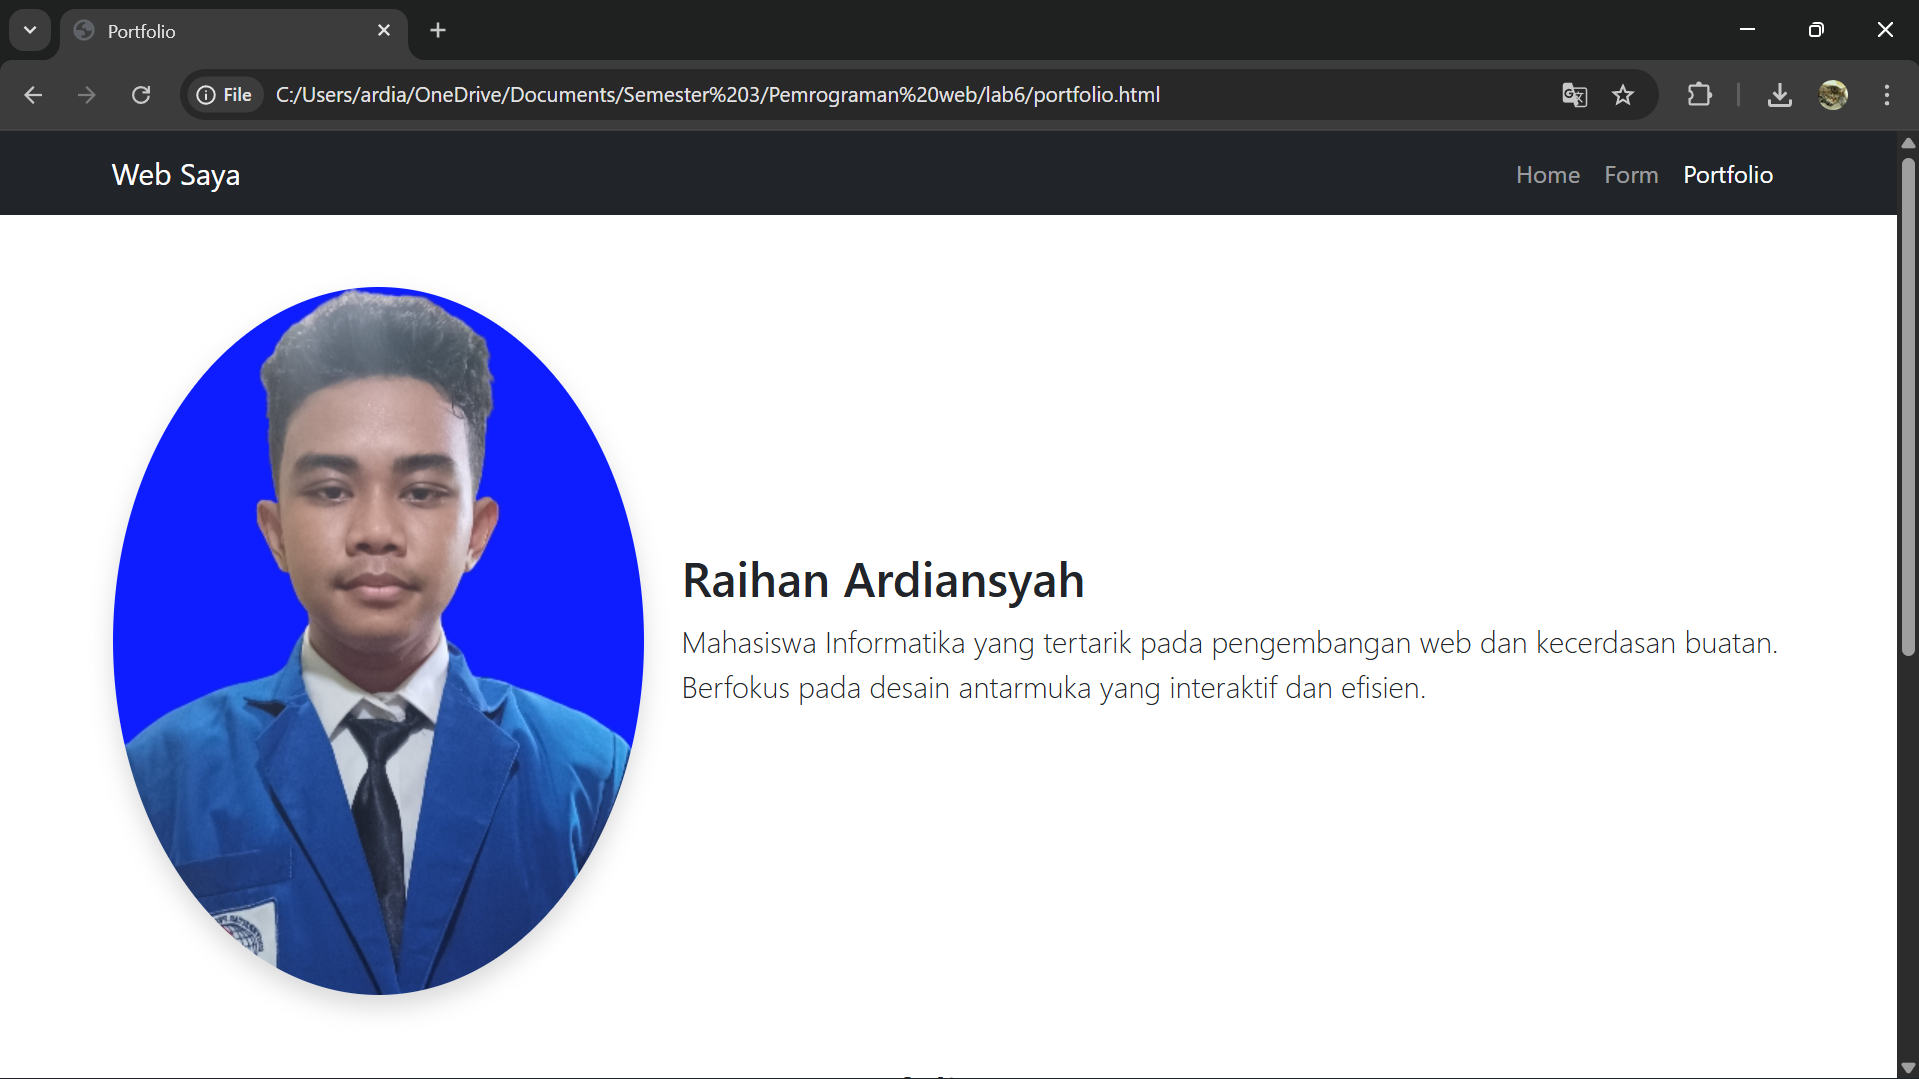 Portfolio
File
C:/Users/ardia/OneDrive/Documents/Semester%203/Pemrograman%20web/lab6/portfolio.html
Web Saya
Home Form Portfolio
Raihan Ardiansyah
Mahasiswa Informatika yang tertarik pada pengembangan web dan kecerdasan buatan.
Berfokus pada desain antarmuka yang interaktif dan efisien.